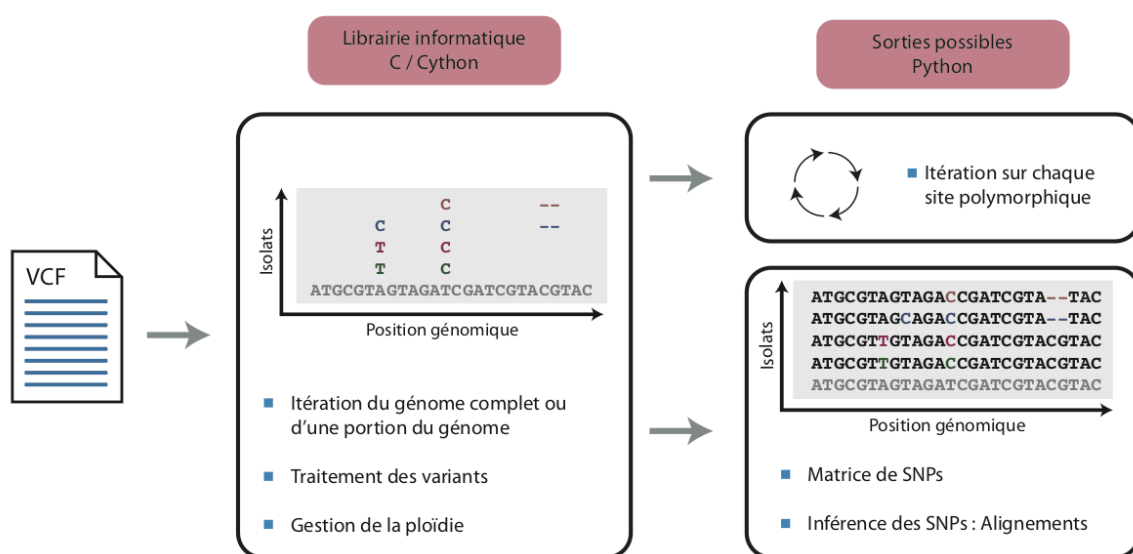 Librairie informatique
C / Cython
Sorties possibles
Python
VCF
Isolats
C --
C C --
T C
T C
ATGCGTAGTAGATCGATCGTACGTAC
Position génomique
Itération du génome complet ou
d'une portion du génome
Traitement des variants
Gestion de la ploïdie
Itération sur chaque
site polymorphique
Isolats
ATGCGTAGTAGACCGATCGTA--TAC
ATGCGTAGCAGACCGATCGTA--TAC
ATGCGTTGTAGACCGATCGTACGTAC
ATGCGTTGTAGACCGATCGTACGTAC
ATGCGTAGTAGATCGATCGTACGTAC
Position génomique
Matrice de SNPs
Inférence des SNPs : Alignements